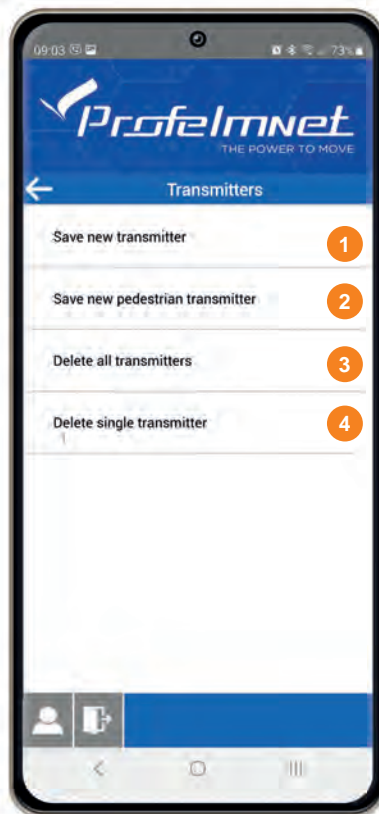 09:03
73%
Profelmnet
THE POWER TO MOVE
Transmitters
Save new transmitter
1
Save new pedestrian transmitter
2
Delete all transmitters
3
Delete single transmitter
4
1